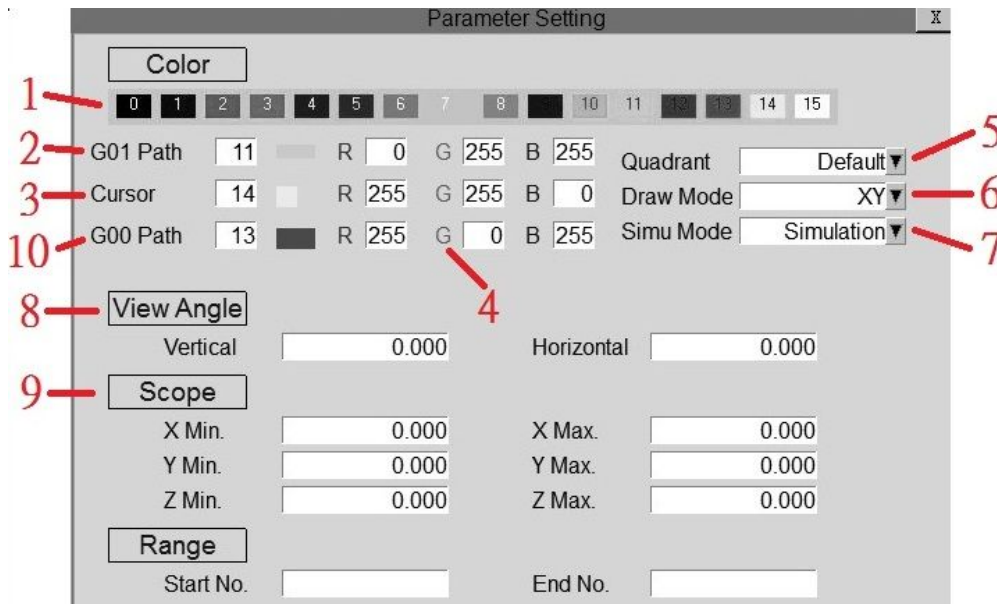 Parameter Setting X
Color
1 0 1 2 3 4 5 6 7 8 9 10 11 12 13 14 15
2 G01 Path 11 R 0 G 255 B 255 Quadrant Default 5
3 Cursor 14 R 255 G 255 B 0 Draw Mode XY 6
10 G00 Path 13 R 255 G 0 B 255 Simu Mode Simulation 7
4
8 View Angle
Vertical 0.000 Horizontal 0.000
9 Scope
X Min. 0.000 X Max. 0.000
Y Min. 0.000 Y Max. 0.000
Z Min. 0.000 Z Max. 0.000
Range
Start No. End No.